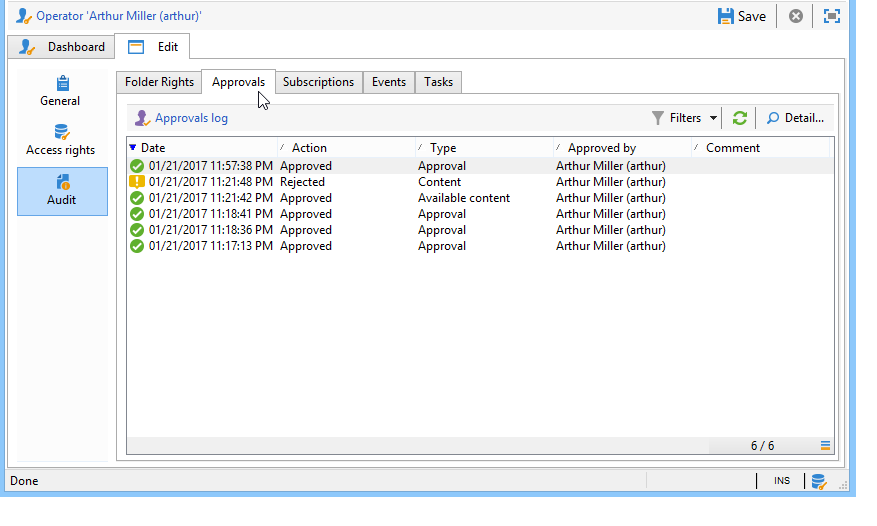 Operator 'Arthur Miller (arthur)' Save
Dashboard Edit
General
Access rights
Audit
Folder Rights Approvals Subscriptions Events Tasks
Approvals log Filters Detail...
Date Action Type Approved by Comment
01/21/2017 11:57:38 PM Approved Approval Arthur Miller (arthur)
01/21/2017 11:21:48 PM Rejected Content Arthur Miller (arthur)
01/21/2017 11:21:42 PM Approved Available content Arthur Miller (arthur)
01/21/2017 11:18:41 PM Approved Approval Arthur Miller (arthur)
01/21/2017 11:18:36 PM Approved Approval Arthur Miller (arthur)
01/21/2017 11:17:13 PM Approved Approval Arthur Miller (arthur)
6 / 6
Done INS